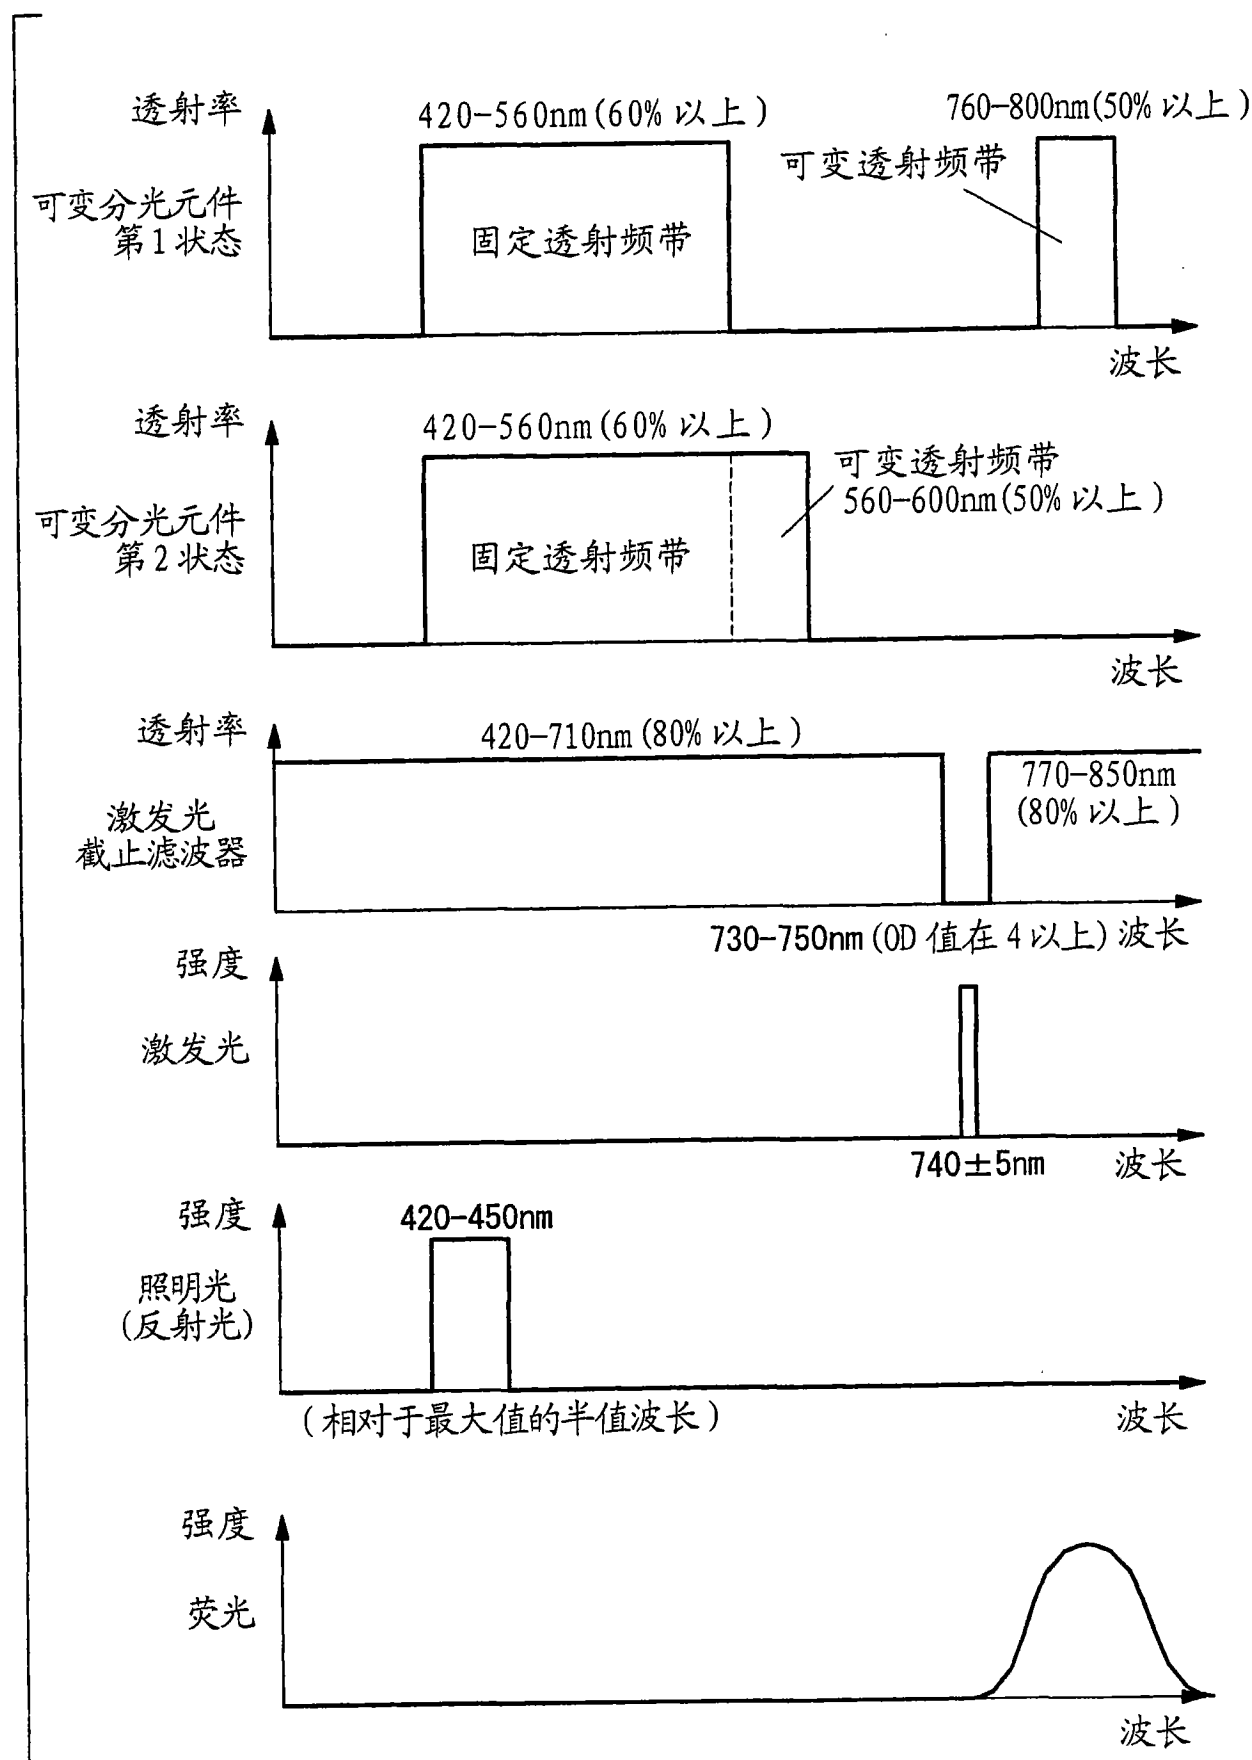 透射率
420-560nm(60% 以上)
760-800nm(50% 以上)
可变透射频带
可变分光元件
第1状态
固定透射频带
波长
透射率
420-560nm(60% 以上)
可变透射频带
560-600nm(50% 以上)
可变分光元件
第2状态
固定透射频带
波长
透射率
420-710nm(80% 以上)
770-850nm
(80% 以上)
激发光
截止滤波器
730-750nm(OD 值在 4 以上)
波长
强度
激发光
740±5nm
波长
强度
420-450nm
照明光
(反射光)
(相对于最大值的半值波长)
波长
强度
荧光
波长